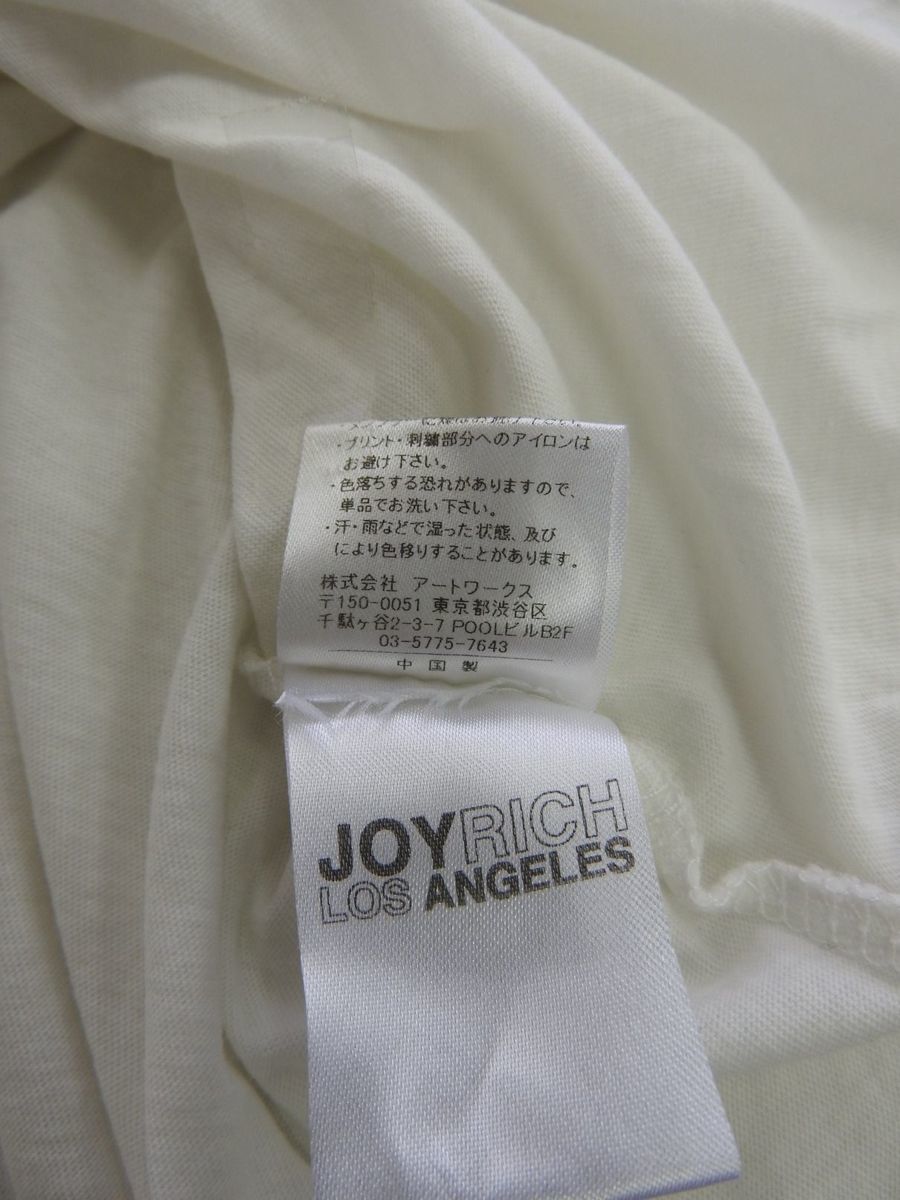 ・プリント・刺繍部分へのアイロンは
お避け下さい。
・色落ちする恐れがありますので、
単品でお洗い下さい。
・汗・雨などで湿った状態、及び
により色移りすることがあります。
株式会社 アートワークス
〒150-0051 東京都渋谷区
千駄ヶ谷2-3-7 POOLビルB2F
03-5775-7643
中国製
JOYRICH
LOS ANGELES